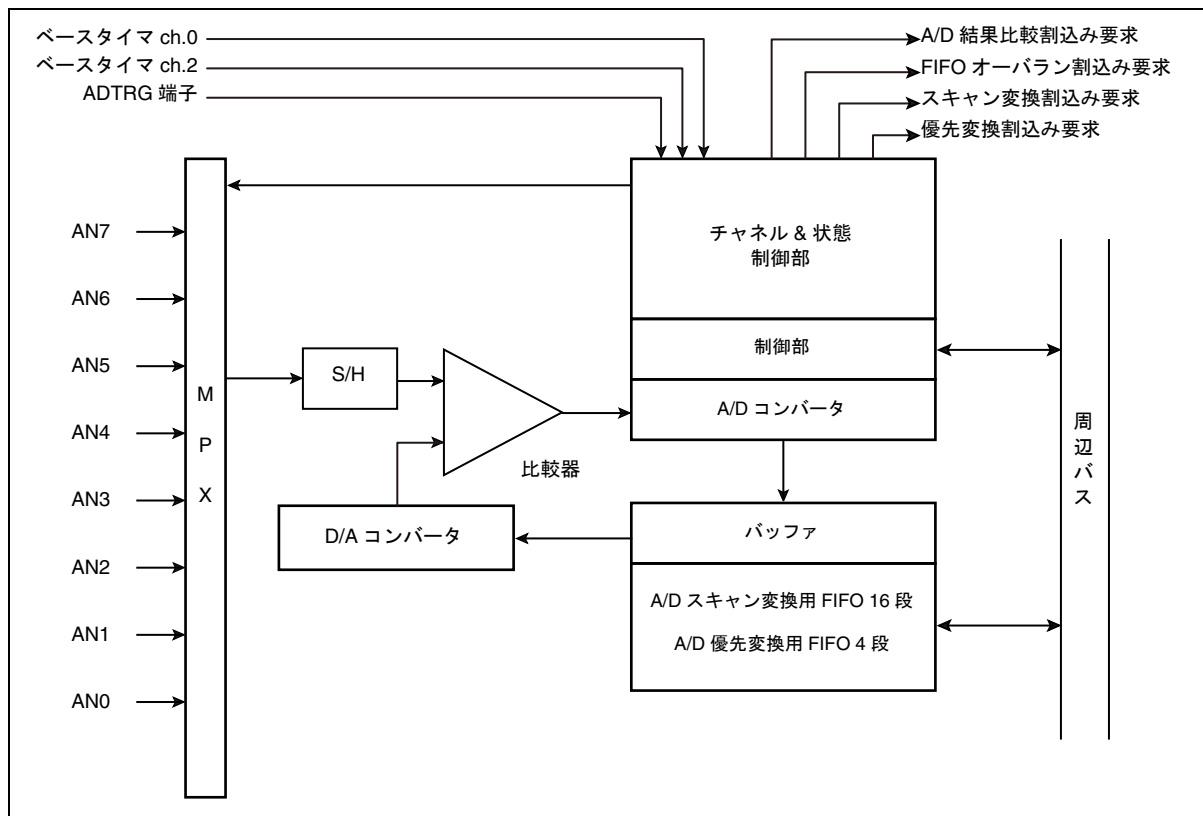 ベースタイマ ch.0
ベースタイマ ch.2
ADTRG 端子
A/D 結果比較割込み要求
FIFO オーバラン割込み要求
スキャン変換割込み要求
優先変換割込み要求
AN7
AN6
AN5
AN4
AN3
AN2
AN1
AN0
M
P
X
S/H
比較器
D/A コンバータ
チャネル & 状態
制御部
制御部
A/D コンバータ
バッファ
A/D スキャン変換用 FIFO 16 段
A/D 優先変換用 FIFO 4 段
周辺バス